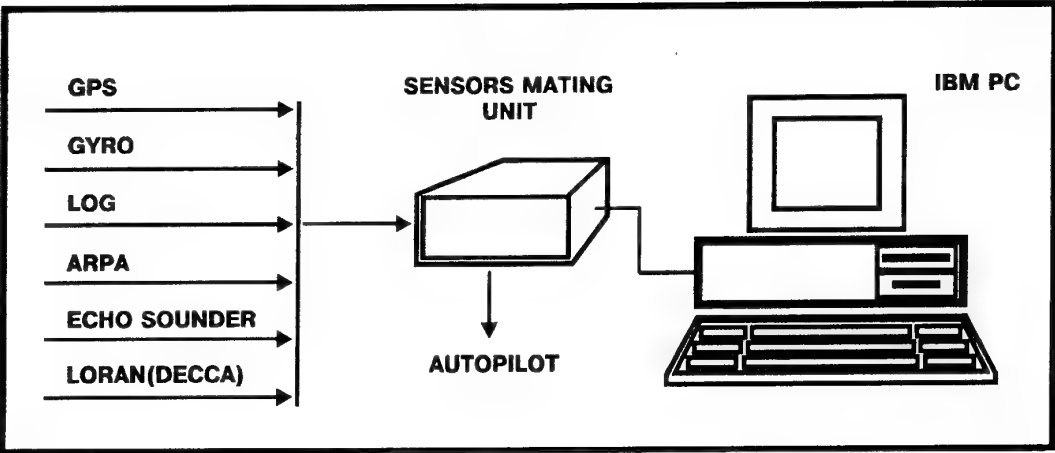 GPS
GYRO
LOG
ARPA
ECHO SOUNDER
LORAN(DECCA)
SENSORS MATING
UNIT
AUTOPILOT
IBM PC